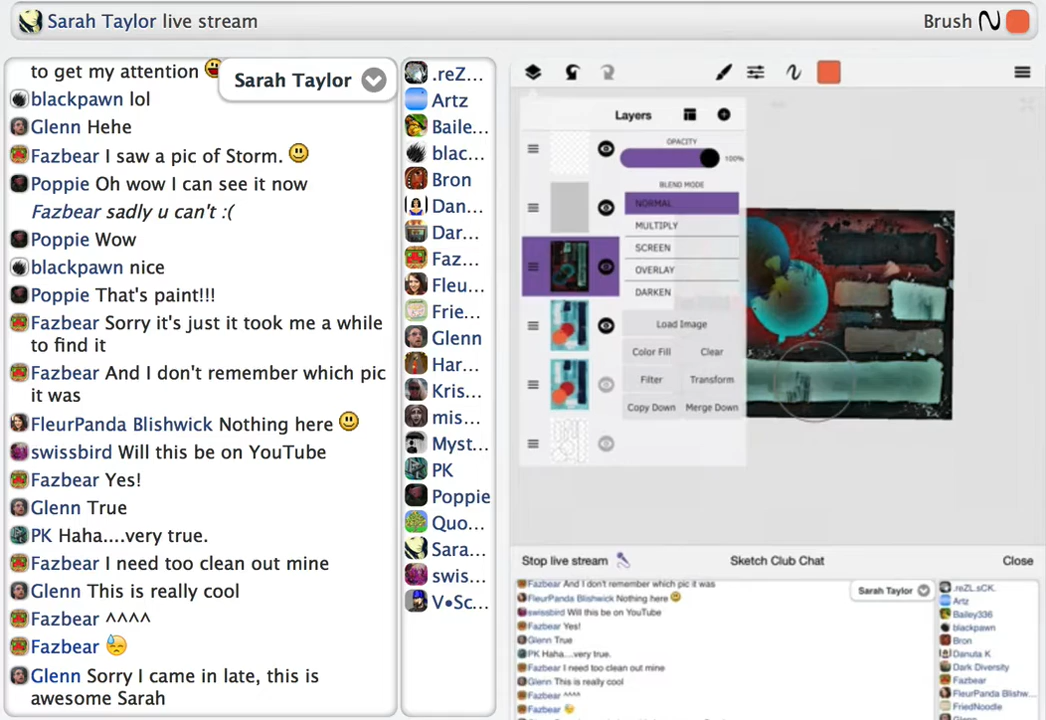 Sarah Taylor live stream
Brush
to get my attention
Sarah Taylor
blackpawn lol
Glenn Hehe
Fazbear I saw a pic of Storm.
Poppie Oh wow I can see it now
Fazbear sadly u can't :(
Poppie Wow
blackpawn nice
Poppie That's paint!!!
Fazbear Sorry it's just it took me a while
to find it
Fazbear And I don't remember which pic
it was
FleurPanda Blishwick Nothing here
swissbird Will this be on YouTube
Fazbear Yes!
Glenn True
PK Haha....very true.
Fazbear I need too clean out mine
Glenn This is really cool
Fazbear ^^^^
Fazbear
Glenn Sorry I came in late, this is
awesome Sarah
.reZ...
Artz
Baile...
blac...
Bron
Dan...
Dar...
Faz...
Fleu...
Frie...
Glenn
Har...
Kris...
mis...
Myst...
PK
Poppie
Quo...
Sara...
swis...
V•Sc...
Layers
OPACITY
100%
BLEND MODE
NORMAL
MULTIPLY
SCREEN
OVERLAY
DARKEN
Load Image
Color Fill Clear
Filter Transform
Copy Down Merge Down
Stop live stream
Sketch Club Chat
Close
Fazbear And I don't remember which pic it was
FleurPanda Blishwick Nothing here
swissbird Will this be on YouTube
Fazbear Yes!
Glenn True
PK Haha....very true.
Fazbear I need too clean out mine
Glenn This is really cool
Fazbear ^^^^
Fazbear
Sarah Taylor
.reZL.sCK.
Artz
Bailey336
blackpawn
Bron
Danuta K
Dark Diversity
Fazbear
FleurPanda Blishw...
FriedNoodle
Glenn